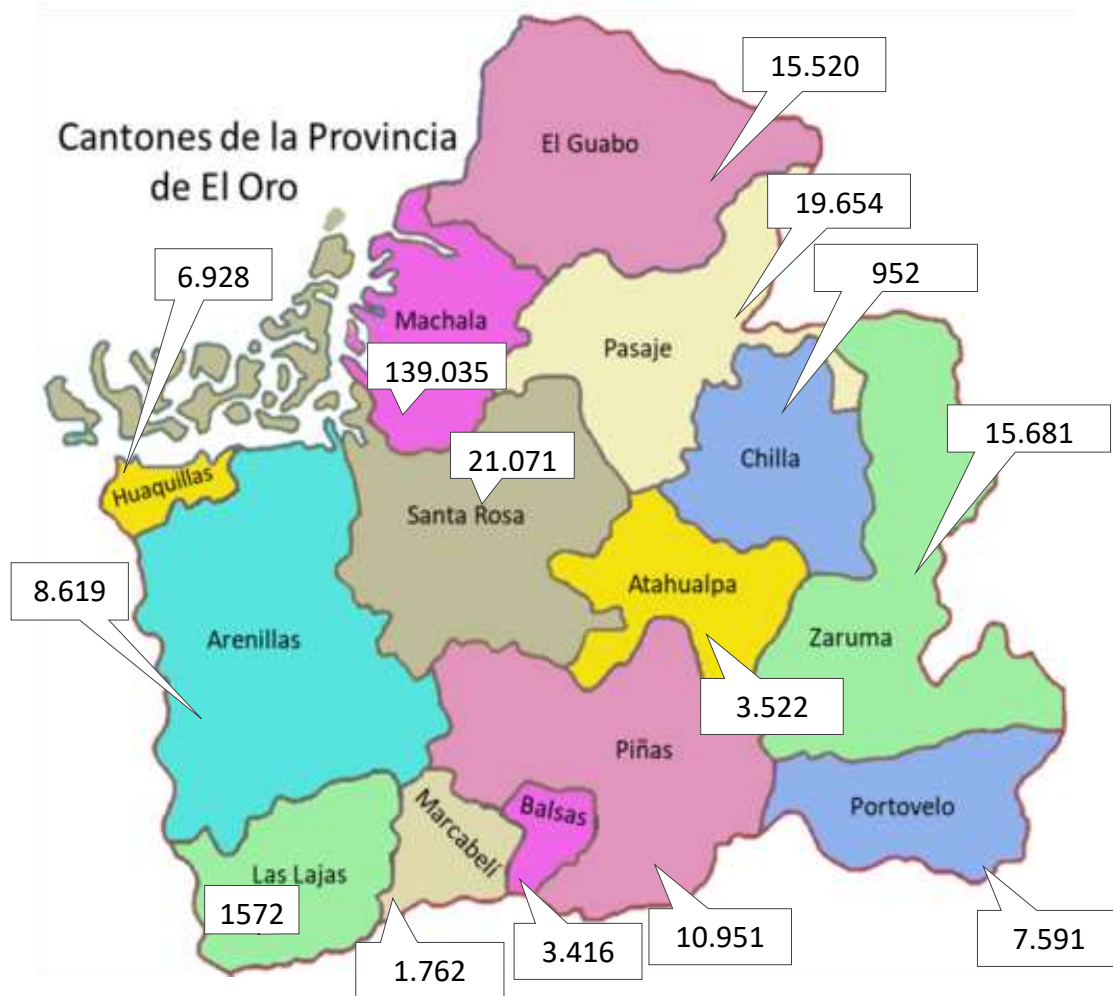 Cantones de la Provincia
de El Oro
15.520
El Guabo
19.654
6.928
952
Machala
Pasaje
139.035
15.681
21.071
Chilla
Huaquillas
Santa Rosa
8.619
Atahualpa
Arenillas
Zaruma
3.522
Piñas
Balsas
Portovelo
Marcabelí
Las Lajas
1572
3.416
10.951
7.591
1.762